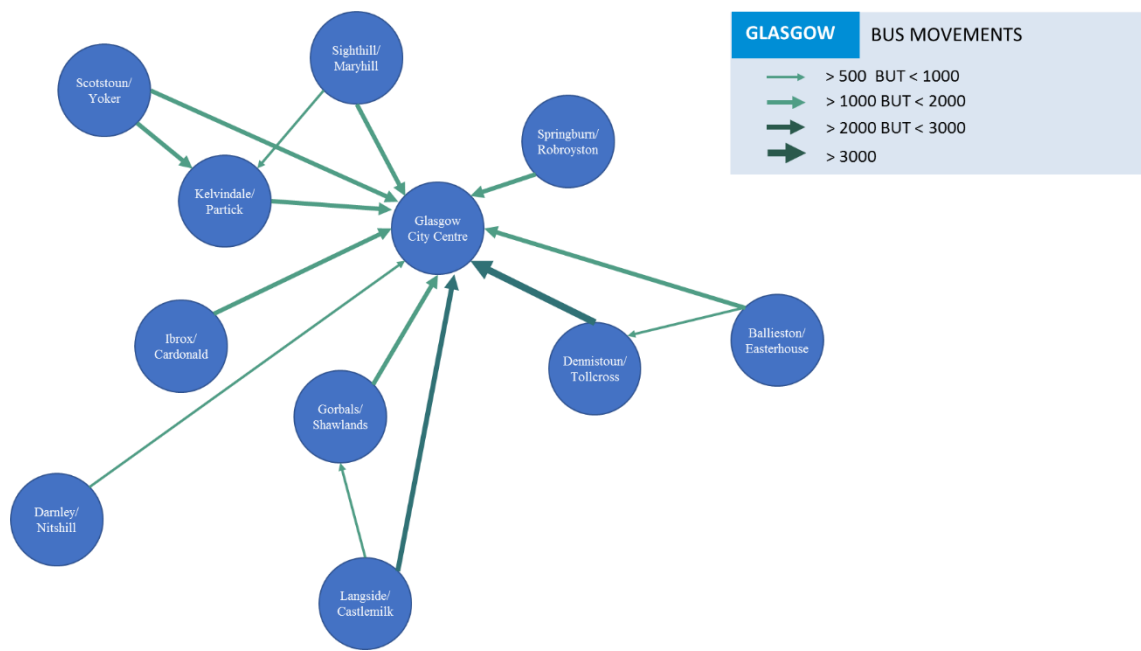 GLASGOW BUS MOVEMENTS
> 500 BUT < 1000
> 1000 BUT < 2000
> 2000 BUT < 3000
> 3000
Sighthill/
Maryhill
Scotstoun/
Yoker
Springburn/
Robroyston
Kelvindale/
Partick
Glasgow
City Centre
Ibrox/
Cardonald
Ballieston/
Easterhouse
Dennistoun/
Tollcross
Gorbals/
Shawlands
Darnley/
Nitshill
Langside/
Castlemilk